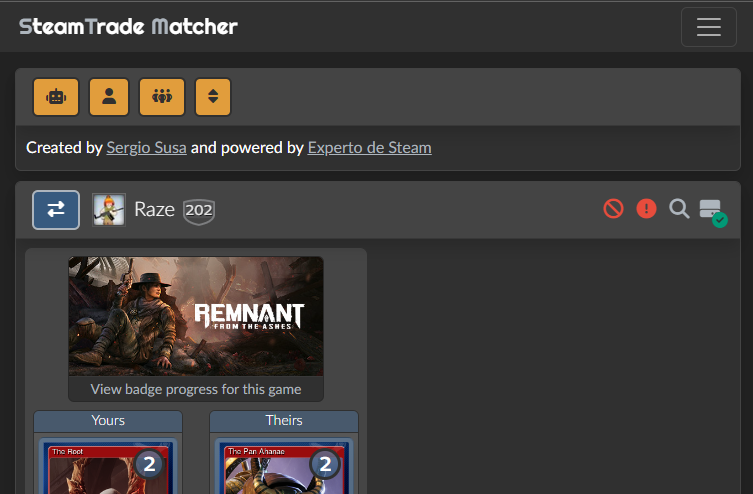 SteamTrade Matcher
Created by Sergio Susa and powered by Experto de Steam
Raze 202
REMNANT
FROM THE ASHES
View badge progress for this game
Yours
Theirs
The Root
2
The Pan Ahanae
2